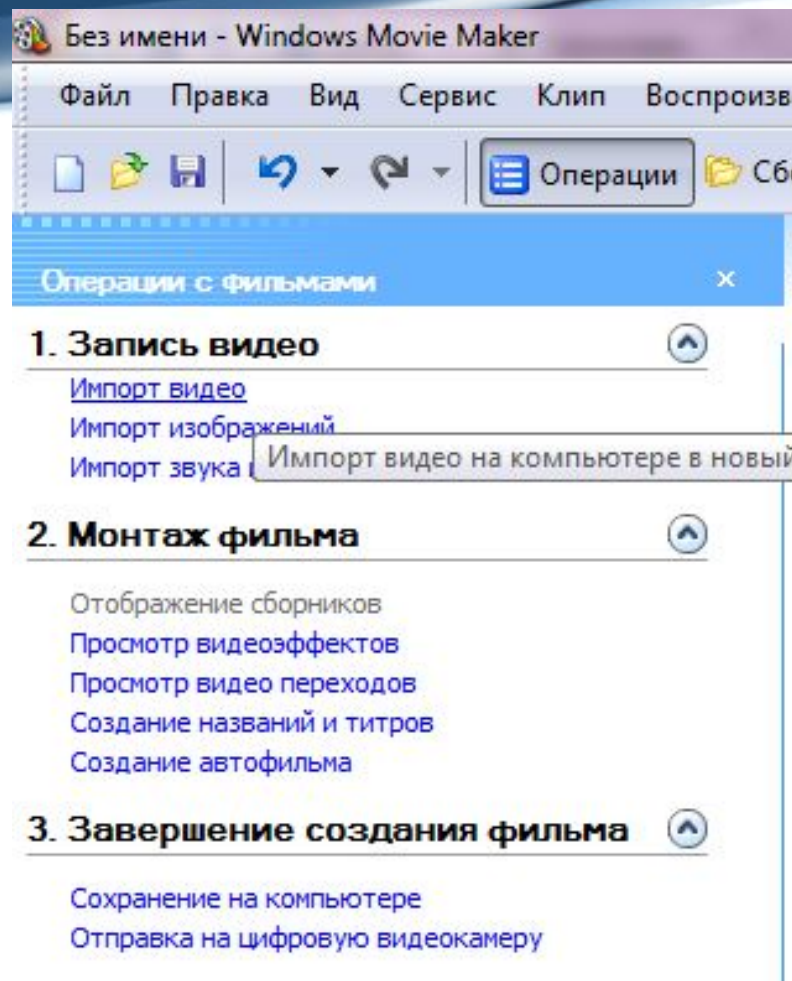 Без имени - Windows Movie Maker
Файл Правка Вид Сервис Клип
Операции
Операции с фильмами
1. Запись видео
Импорт видео
Импорт изображений
Импорт звука
Импорт видео на компьютере в новый
2. Монтаж фильма
Отображение сборников
Просмотр видеоэффектов
Просмотр видео переходов
Создание названий и титров
Создание автофильма
3. Завершение создания фильма
Сохранение на компьютере
Отправка на цифровую видеокамеру